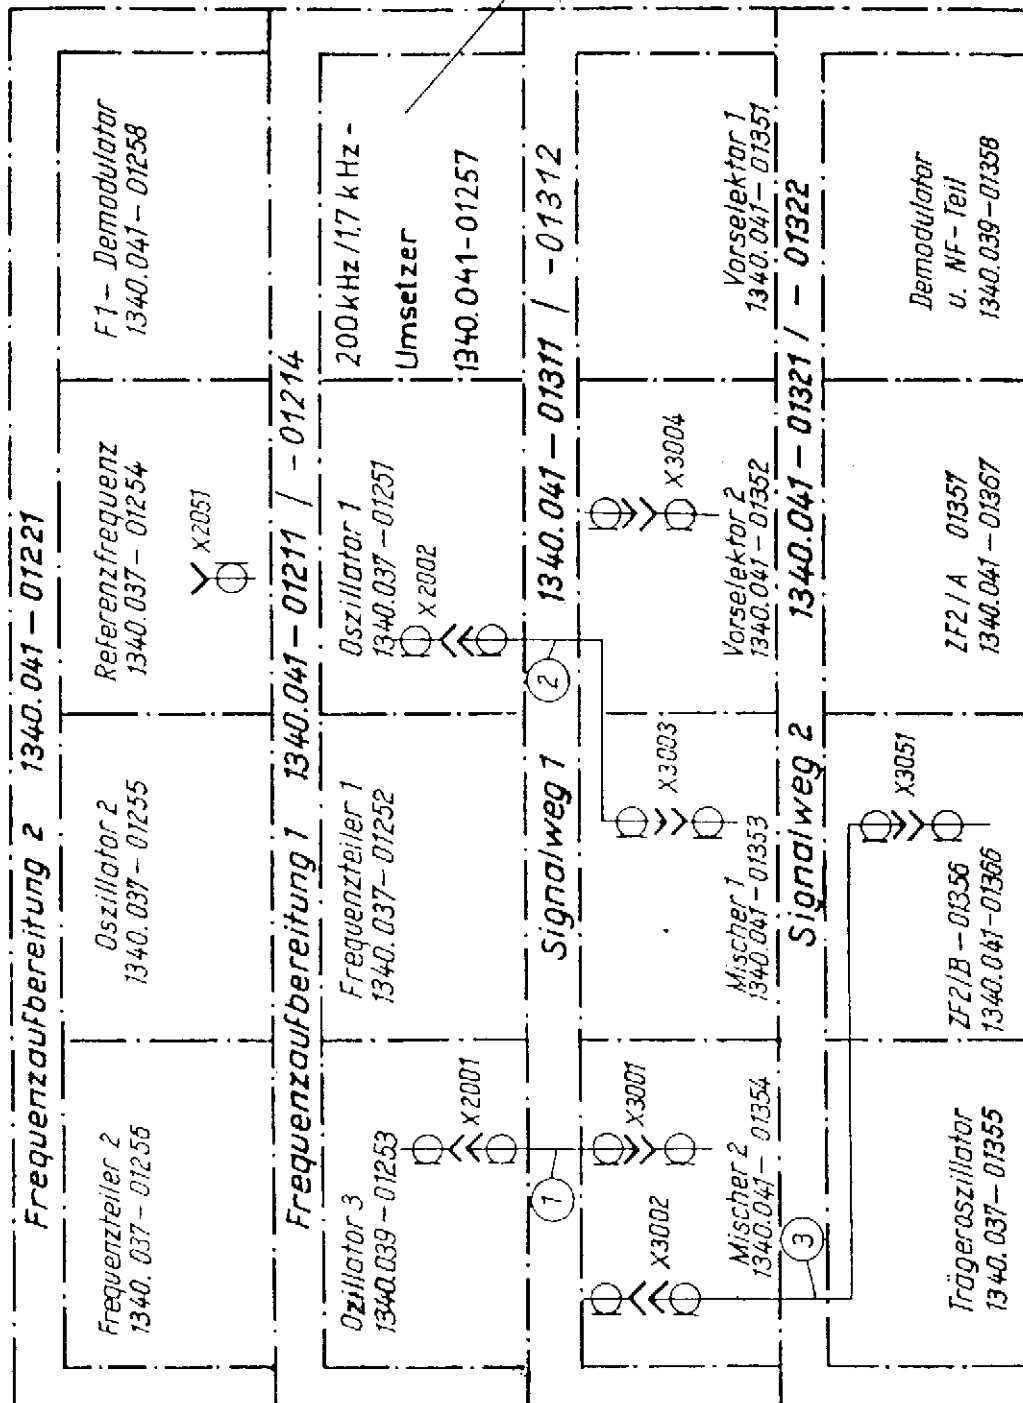 Frequenzaufbereitung 2 1340.041-01221
Frequenzteiler 2
1340.037-01256
Oszillator 2
1340.037-01255
Referenzfrequenz
1340.037-01254
X2051
F1-Demodulator
1340.041-01258
Frequenzaufbereitung 1 1340.041-01211 / -01214
Ozillator 3
1340.039-01253
X2001
Frequenzteiler 1
1340.037-01252
Oszillator 1
1340.037-01251
X2002
200kHz/1.7 kHz-
Umsetzer
1340.041-01257
Signalweg 1 1340.041-01311 / -01312
1
2
X3002
X3001
Mischer 2
1340.041-01354
X3003
Mischer 1
1340.041-01353
X3004
Vorselektor 2
1340.041-01352
Vorselektor 1
1340.041-01351
Signalweg 2 1340.041-01321 / -01322
3
Trägeroszillator
1340.037-01355
X3051
ZF2/B-01356
1340.041-01366
ZF2/A 01357
1340.041-01367
Demodulator
u. NF-Teil
1340.039-01358